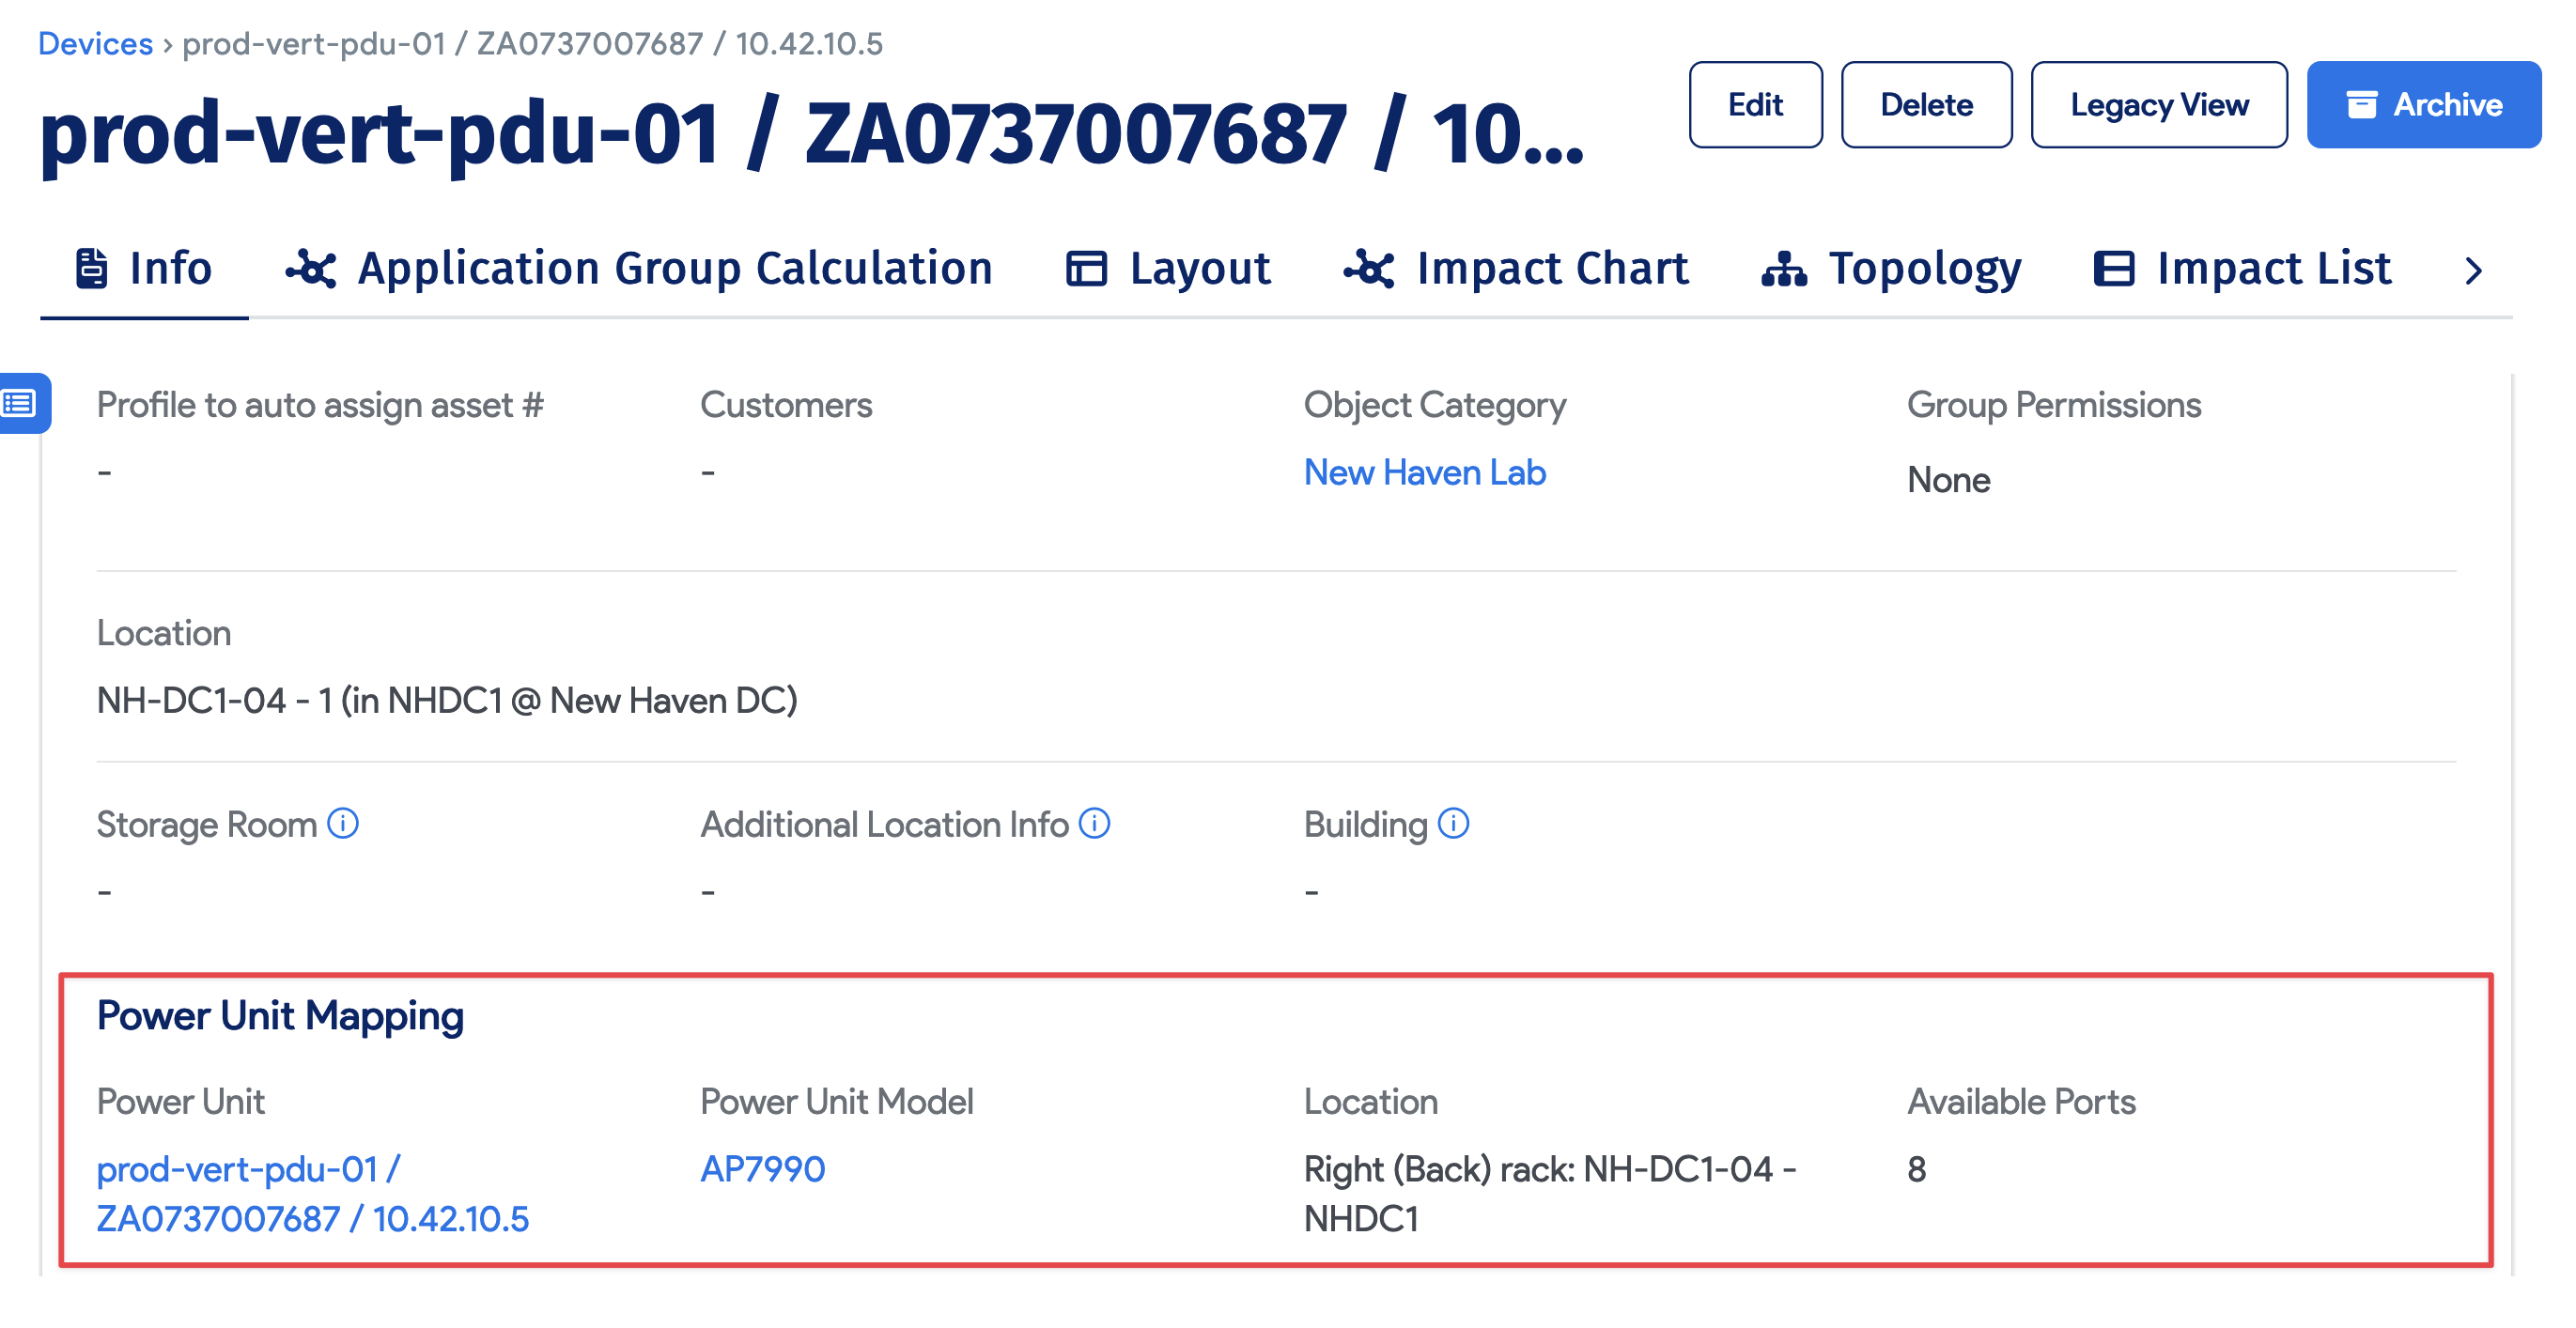 Devices › prod-vert-pdu-01 / ZA0737007687 / 10.42.10.5
prod-vert-pdu-01 / ZA0737007687 / 10...
Edit
Delete
Legacy View
Archive
Info
Application Group Calculation
Layout
Impact Chart
Topology
Impact List
Profile to auto assign asset #
Customers
Object Category
Group Permissions
-
-
New Haven Lab
None
Location
NH-DC1-04 - 1 (in NHDC1 @ New Haven DC)
Storage Room
Additional Location Info
Building
-
-
-
Power Unit Mapping
Power Unit
Power Unit Model
Location
Available Ports
prod-vert-pdu-01 /
ZA0737007687 / 10.42.10.5
AP7990
Right (Back) rack: NH-DC1-04 -
NHDC1
8